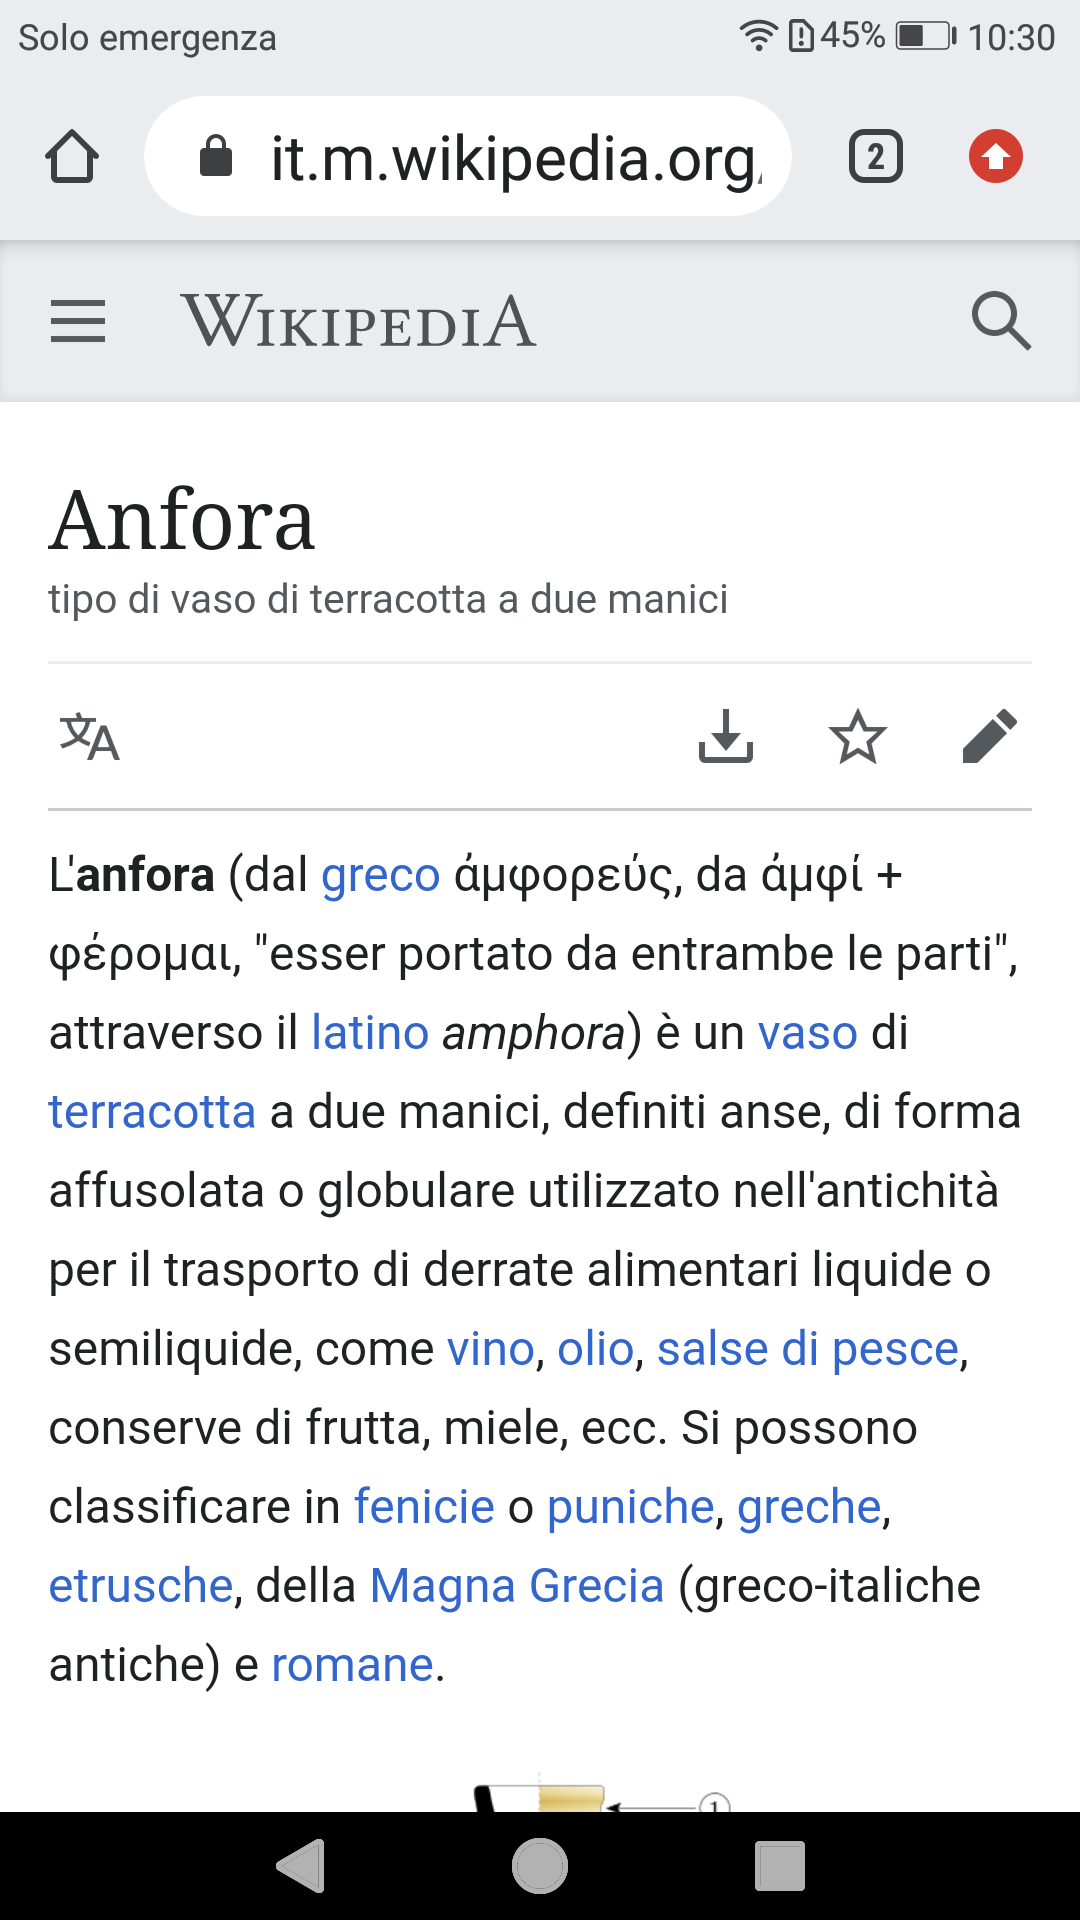 Solo emergenza
45% 10:30
it.m.wikipedia.org
2
WIKIPEDIA
Anfora
tipo di vaso di terracotta a due manici
文A
L'anfora (dal greco ἀμφορεύς, da ἀμφί +
φέρομαι, "esser portato da entrambe le parti",
attraverso il latino amphora) è un vaso di
terracotta a due manici, definiti anse, di forma
affusolata o globulare utilizzato nell'antichità
per il trasporto di derrate alimentari liquide o
semiliquide, come vino, olio, salse di pesce,
conserve di frutta, miele, ecc. Si possono
classificare in fenicie o puniche, greche,
etrusche, della Magna Grecia (greco-italiche
antiche) e romane.
1